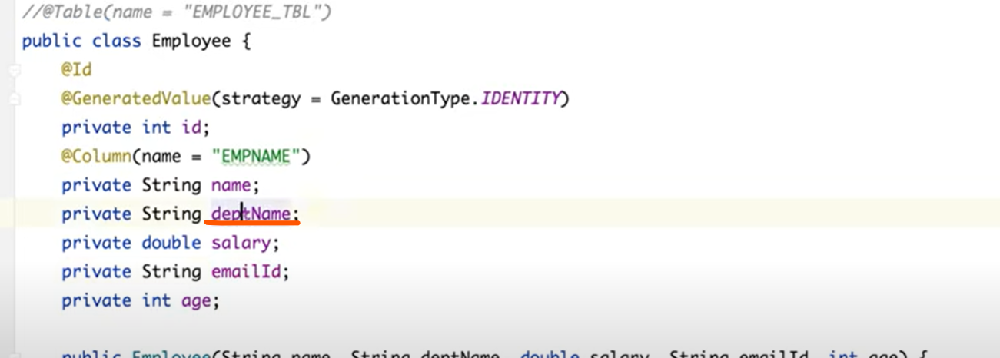 //@Table(name = "EMPLOYEE_TBL")
public class Employee {
@Id
@GeneratedValue(strategy = GenerationType.IDENTITY)
private int id;
@Column(name = "EMPNAME")
private String name;
private String deptName;
private double salary;
private String emailId;
private int age;
public Employee(String name, String deptName, double salary, String emailId, int age) {